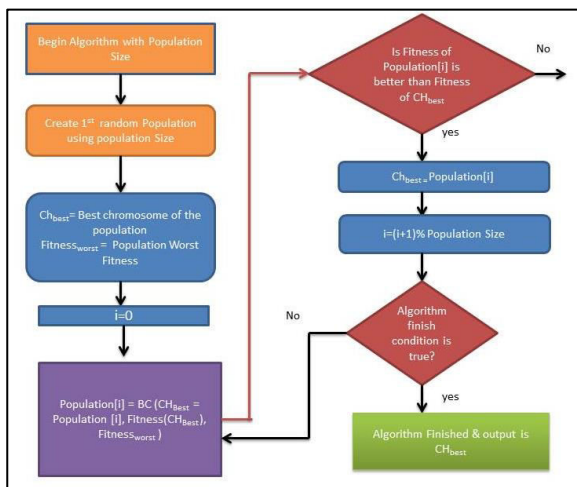 Begin Algorithm with Population
Size
Create 1st random Population
using population Size
Chbest= Best chromosome of the
population
Fitnessworst = Population Worst
Fitness
i=0
Population[i] = BC (CHBest =
Population [i], Fitness(CHBest),
Fitnessworst )
Is Fitness of
Population[i] is
better than Fitness
of CHbest
No
yes
Chbest=Population[i]
i=(i+1)% Population Size
Algorithm
finish
condition is
true?
No
yes
Algorithm Finished & output is
CHbest